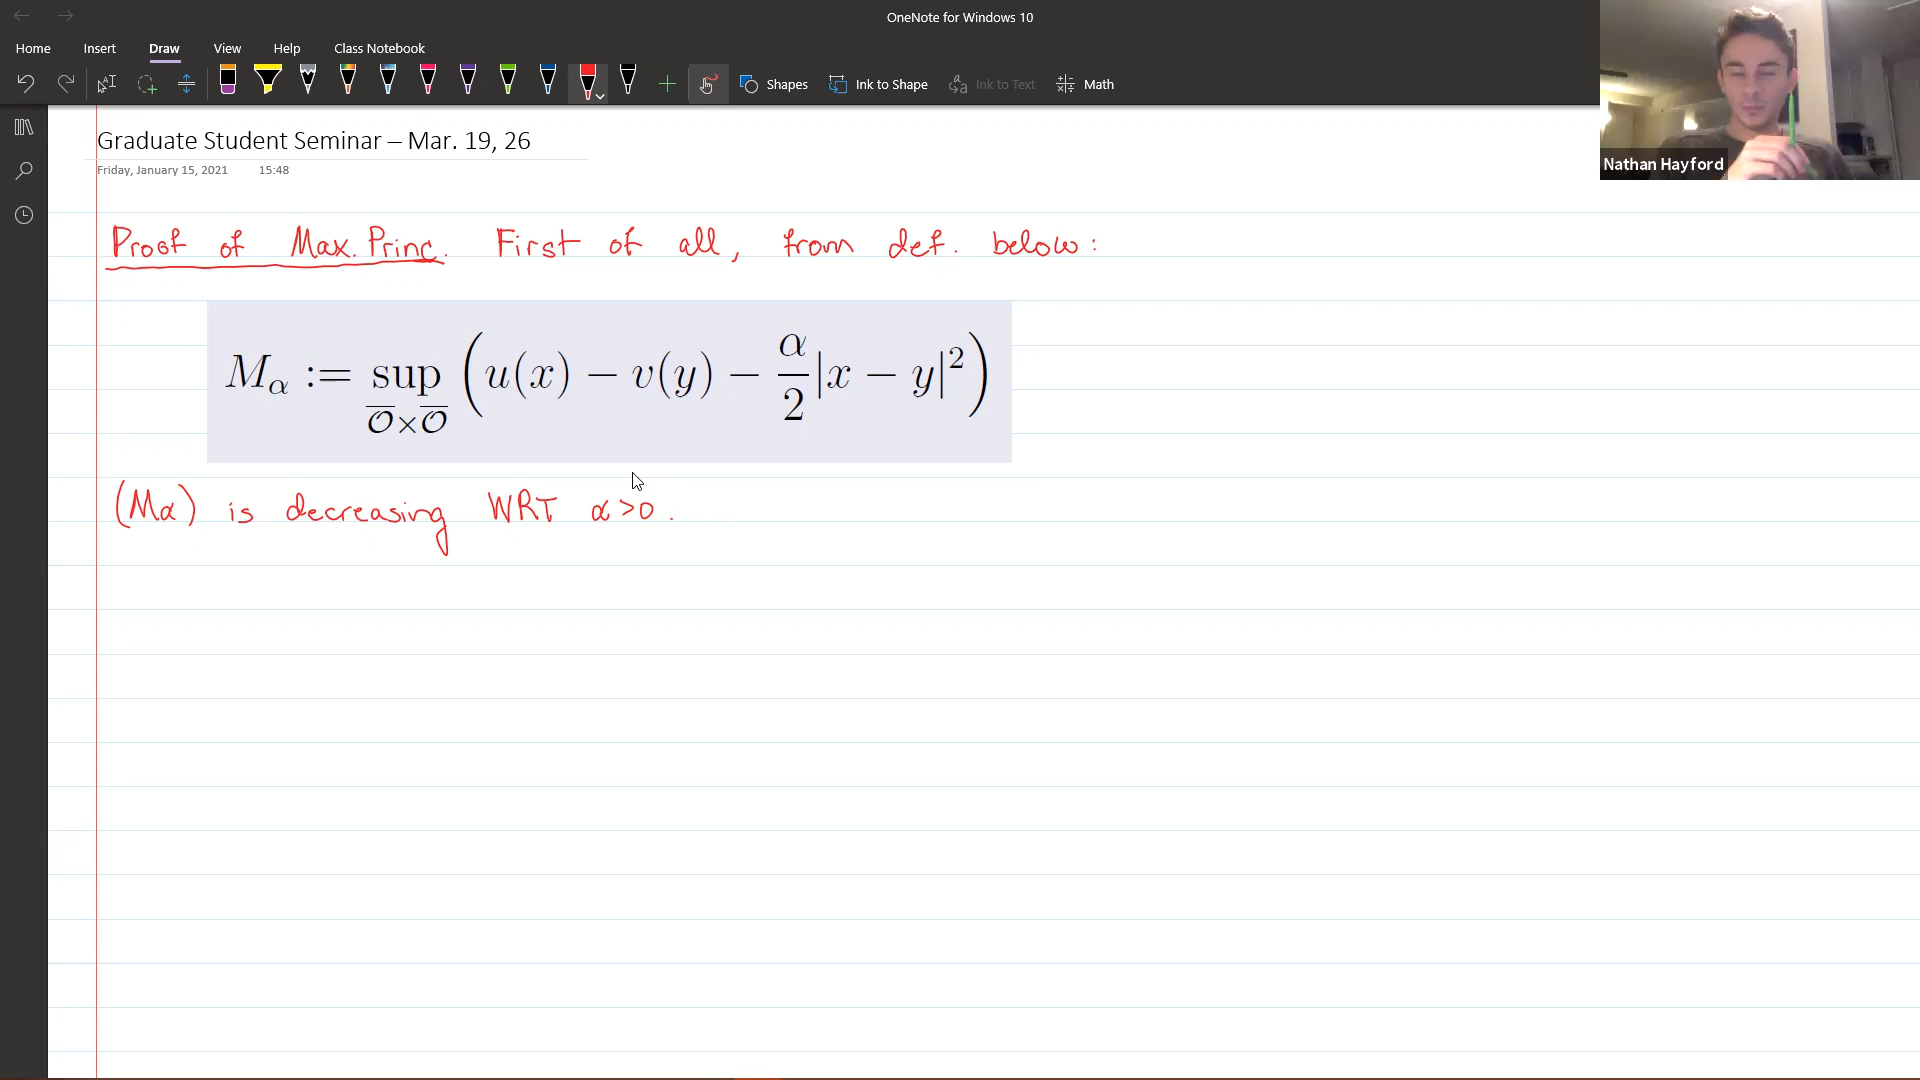 OneNote for Windows 10
Home Insert Draw View Help Class Notebook
Shapes Ink to Shape Ink to Text Math
Nathan Hayford
Graduate Student Seminar – Mar. 19, 26
Friday, January 15, 2021 15:48
Proof of Max. Princ. First of all, from def. below:
M_α := sup_{\overline{𝒪}×\overline{𝒪}} ( u(x) − v(y) − \frac{α}{2}|x − y|^2 )
(Mα) is decreasing WRT α>0.